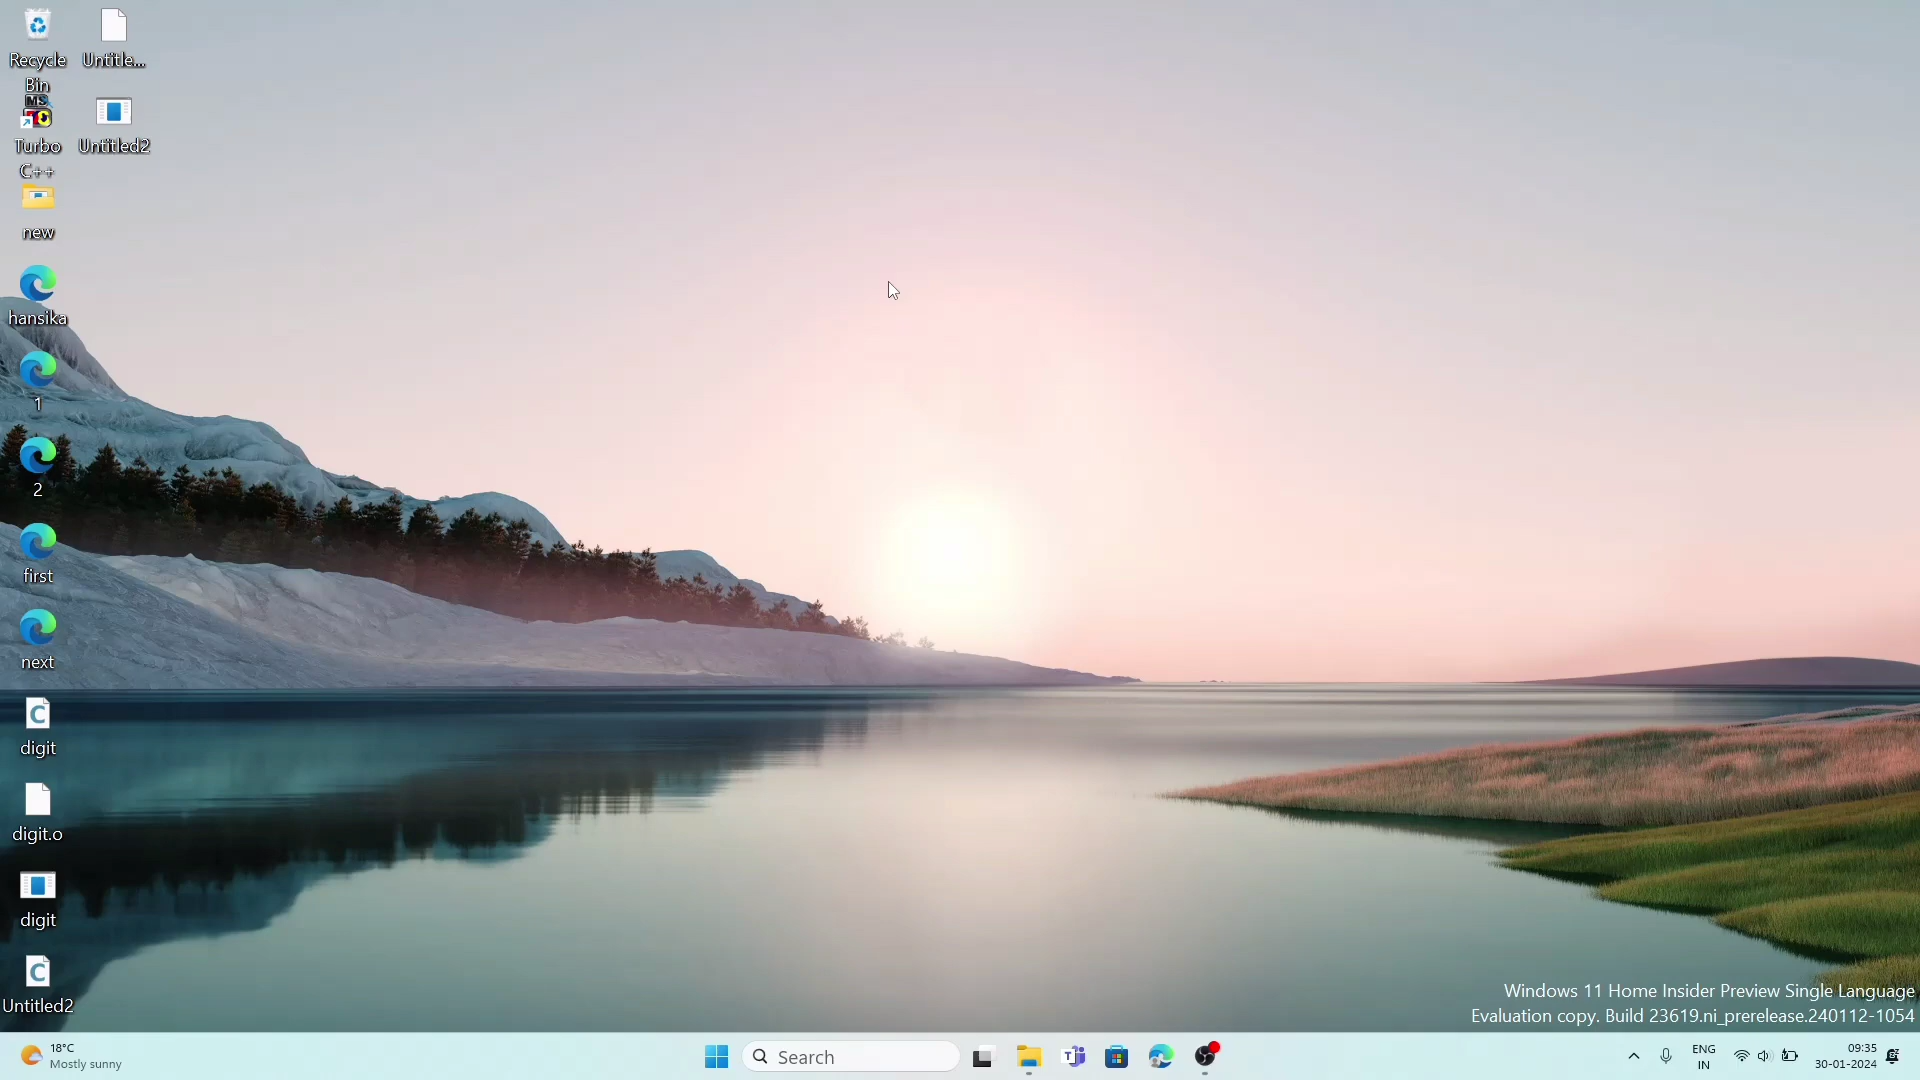 Recycle
Bin
Untitle...
MS
Turbo
C++
Untitled2
new
hansika
1
2
first
next
C
digit
digit.o
digit
C
Untitled2
Windows 11 Home Insider Preview Single Language
Evaluation copy. Build 23619.ni_prerelease.240112-1054
18°C
Mostly sunny
Search
ENG
IN
09:35
30-01-2024